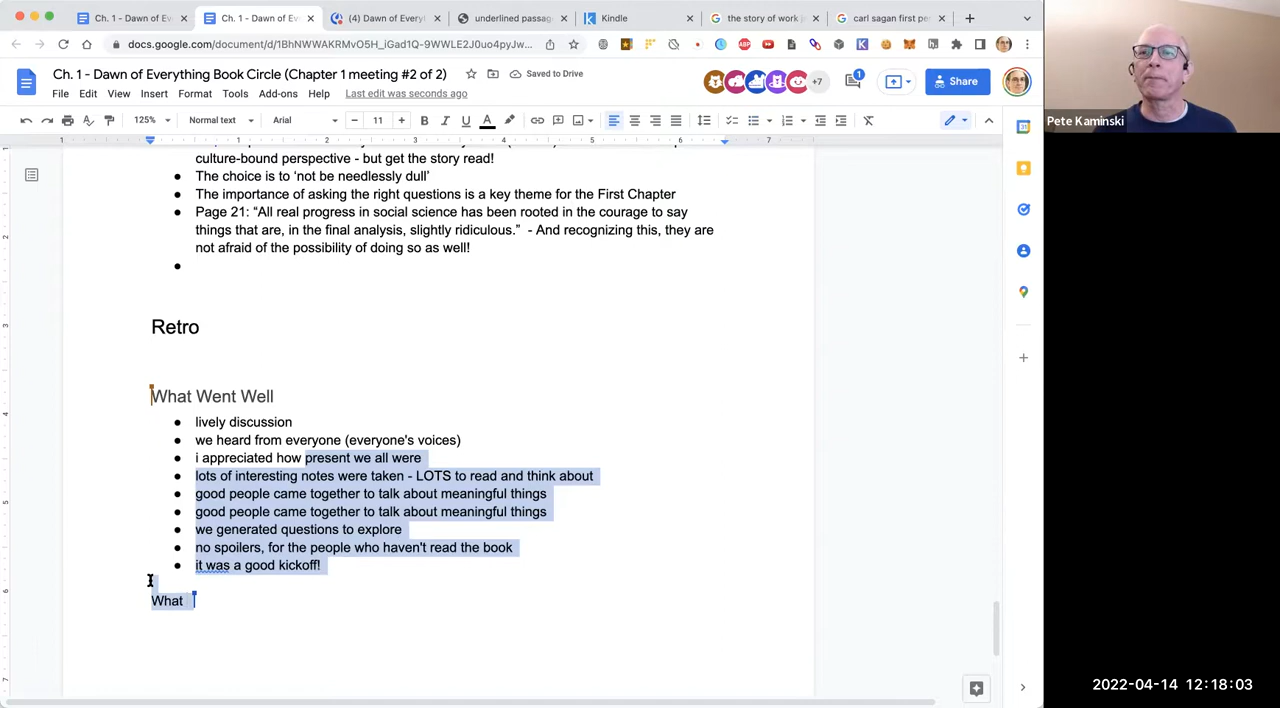 Ch. 1 - Dawn of Ever
Ch. 1 - Dawn of Eve
(4) Dawn of Everyl
underlined passag
Kindle
the story of work
carl sagan first pe
docs.google.com/document/d/1BhNWWAKRMvO5H_iGad1Q-9WWLE2J0uo4pyJw...
Ch. 1 - Dawn of Everything Book Circle (Chapter 1 meeting #2 of 2)
Saved to Drive
+7
1
Share
File Edit View Insert Format Data Tools Extensions Help Last edit was seconds ago
125%
Normal text
Arial
11
culture-bound perspective - but get the story read!
● The choice is to ‘not be needlessly dull’
● The importance of asking the right questions is a key theme for the First Chapter
● Page 21: “All real progress in social science has been rooted in the courage to say
things that are, in the final analysis, slightly ridiculous.” - And recognizing this, they are
not afraid of the possibility of doing so as well!
●
Retro
What Went Well
● lively discussion
● we heard from everyone (everyone's voices)
● i appreciated how present we all were
● lots of interesting notes were taken - LOTS to read and think about
● good people came together to talk about meaningful things
● good people came together to talk about meaningful things
● we generated questions to explore
● no spoilers, for the people who haven't read the book
● it was a good kickoff!
What
Pete Kaminski
2022-04-14 12:18:03